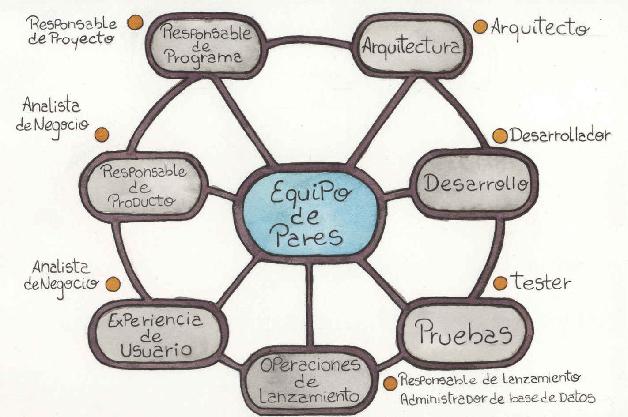 Responsable
de Proyecto
Responsable
de
Programa
Arquitectura
Arquitecto
Analista
de Negocio
Responsable
de
Producto
Equipo
de
Pares
Desarrollo
Desarrollador
Analista
de Negocio
Experiencia
de
Usuario
Operaciones
de
Lanzamiento
Pruebas
Tester
Responsable de Lanzamiento
Administrador de base de Datos